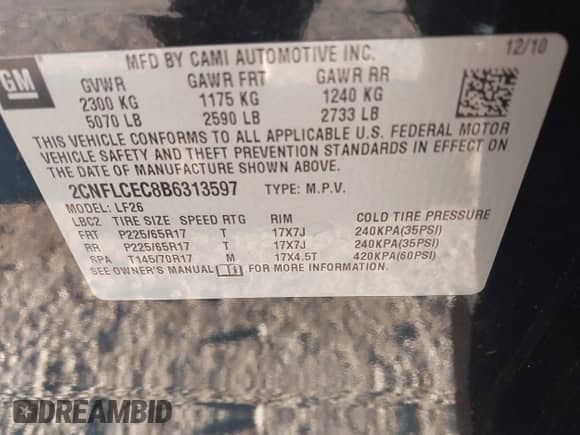 GM
MFD BY CAMI AUTOMOTIVE INC.
12/10
GVWR GAWR FRT GAWR RR
2300 KG 1175 KG 1240 KG
5070 LB 2590 LB 2733 LB
THIS VEHICLE CONFORMS TO ALL APPLICABLE U.S. FEDERAL MOTOR
VEHICLE SAFETY AND THEFT PREVENTION STANDARDS IN EFFECT ON
THE DATE OF MANUFACTURE SHOWN ABOVE.
2CNFLCEC8B6313597 TYPE: M.P.V.
MODEL: LF26
LBC2 TIRE SIZE SPEED RTG RIM COLD TIRE PRESSURE
FRT P225/65R17 T 17X7J 240KPA(35PSI)
RR P225/65R17 T 17X7J 240KPA(35PSI)
SPA T145/70R17 M 17X4.5T 420KPA(60PSI)
SEE OWNER'S MANUAL FOR MORE INFORMATION.
DREAMBID